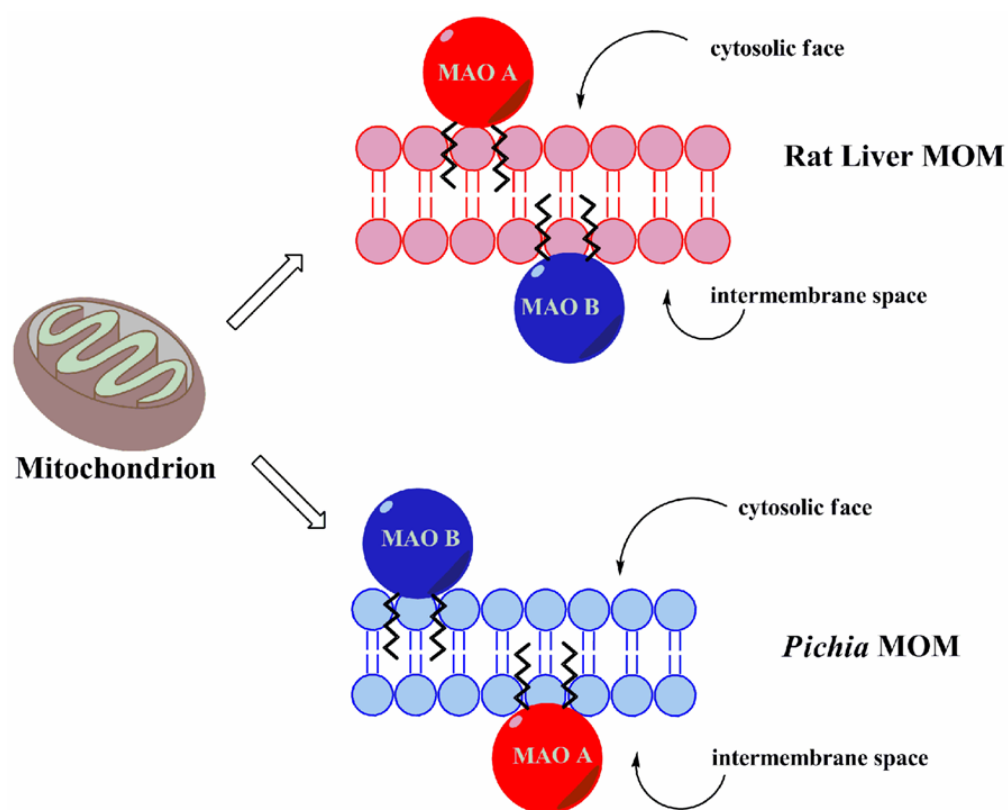 MAO A
cytosolic face
Rat Liver MOM
MAO B
intermembrane space
Mitochondrion
MAO B
cytosolic face
Pichia MOM
MAO A
intermembrane space